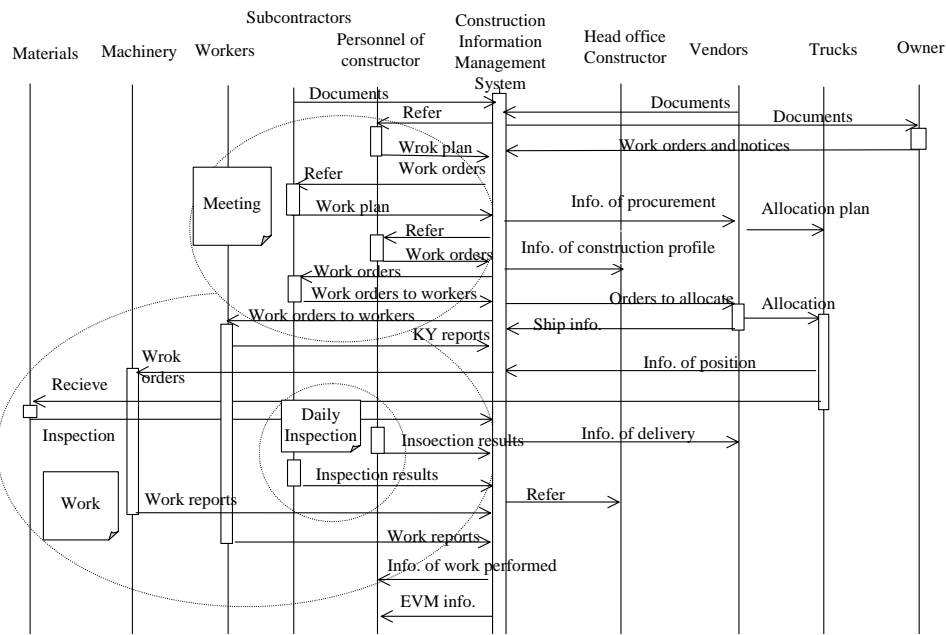 Subcontractors
Construction
Information
Management
System
Personnel of
constructor
Head office
Constructor
Materials
Machinery
Workers
Vendors
Trucks
Owner
Documents
Documents
Refer
Documents
Wrok plan
Work orders and notices
Work orders
Refer
Meeting
Work plan
Info. of procurement
Allocation plan
Refer
Work orders
Info. of construction profile
Work orders
Work orders to workers
Orders to allocate
Allocation
Work orders to workers
Ship info.
KY reports
Wrok
orders
Info. of position
Recieve
Daily
Inspection
Inspection
Insoection results
Info. of delivery
Inspection results
Work
Work reports
Refer
Work reports
Info. of work performed
EVM info.